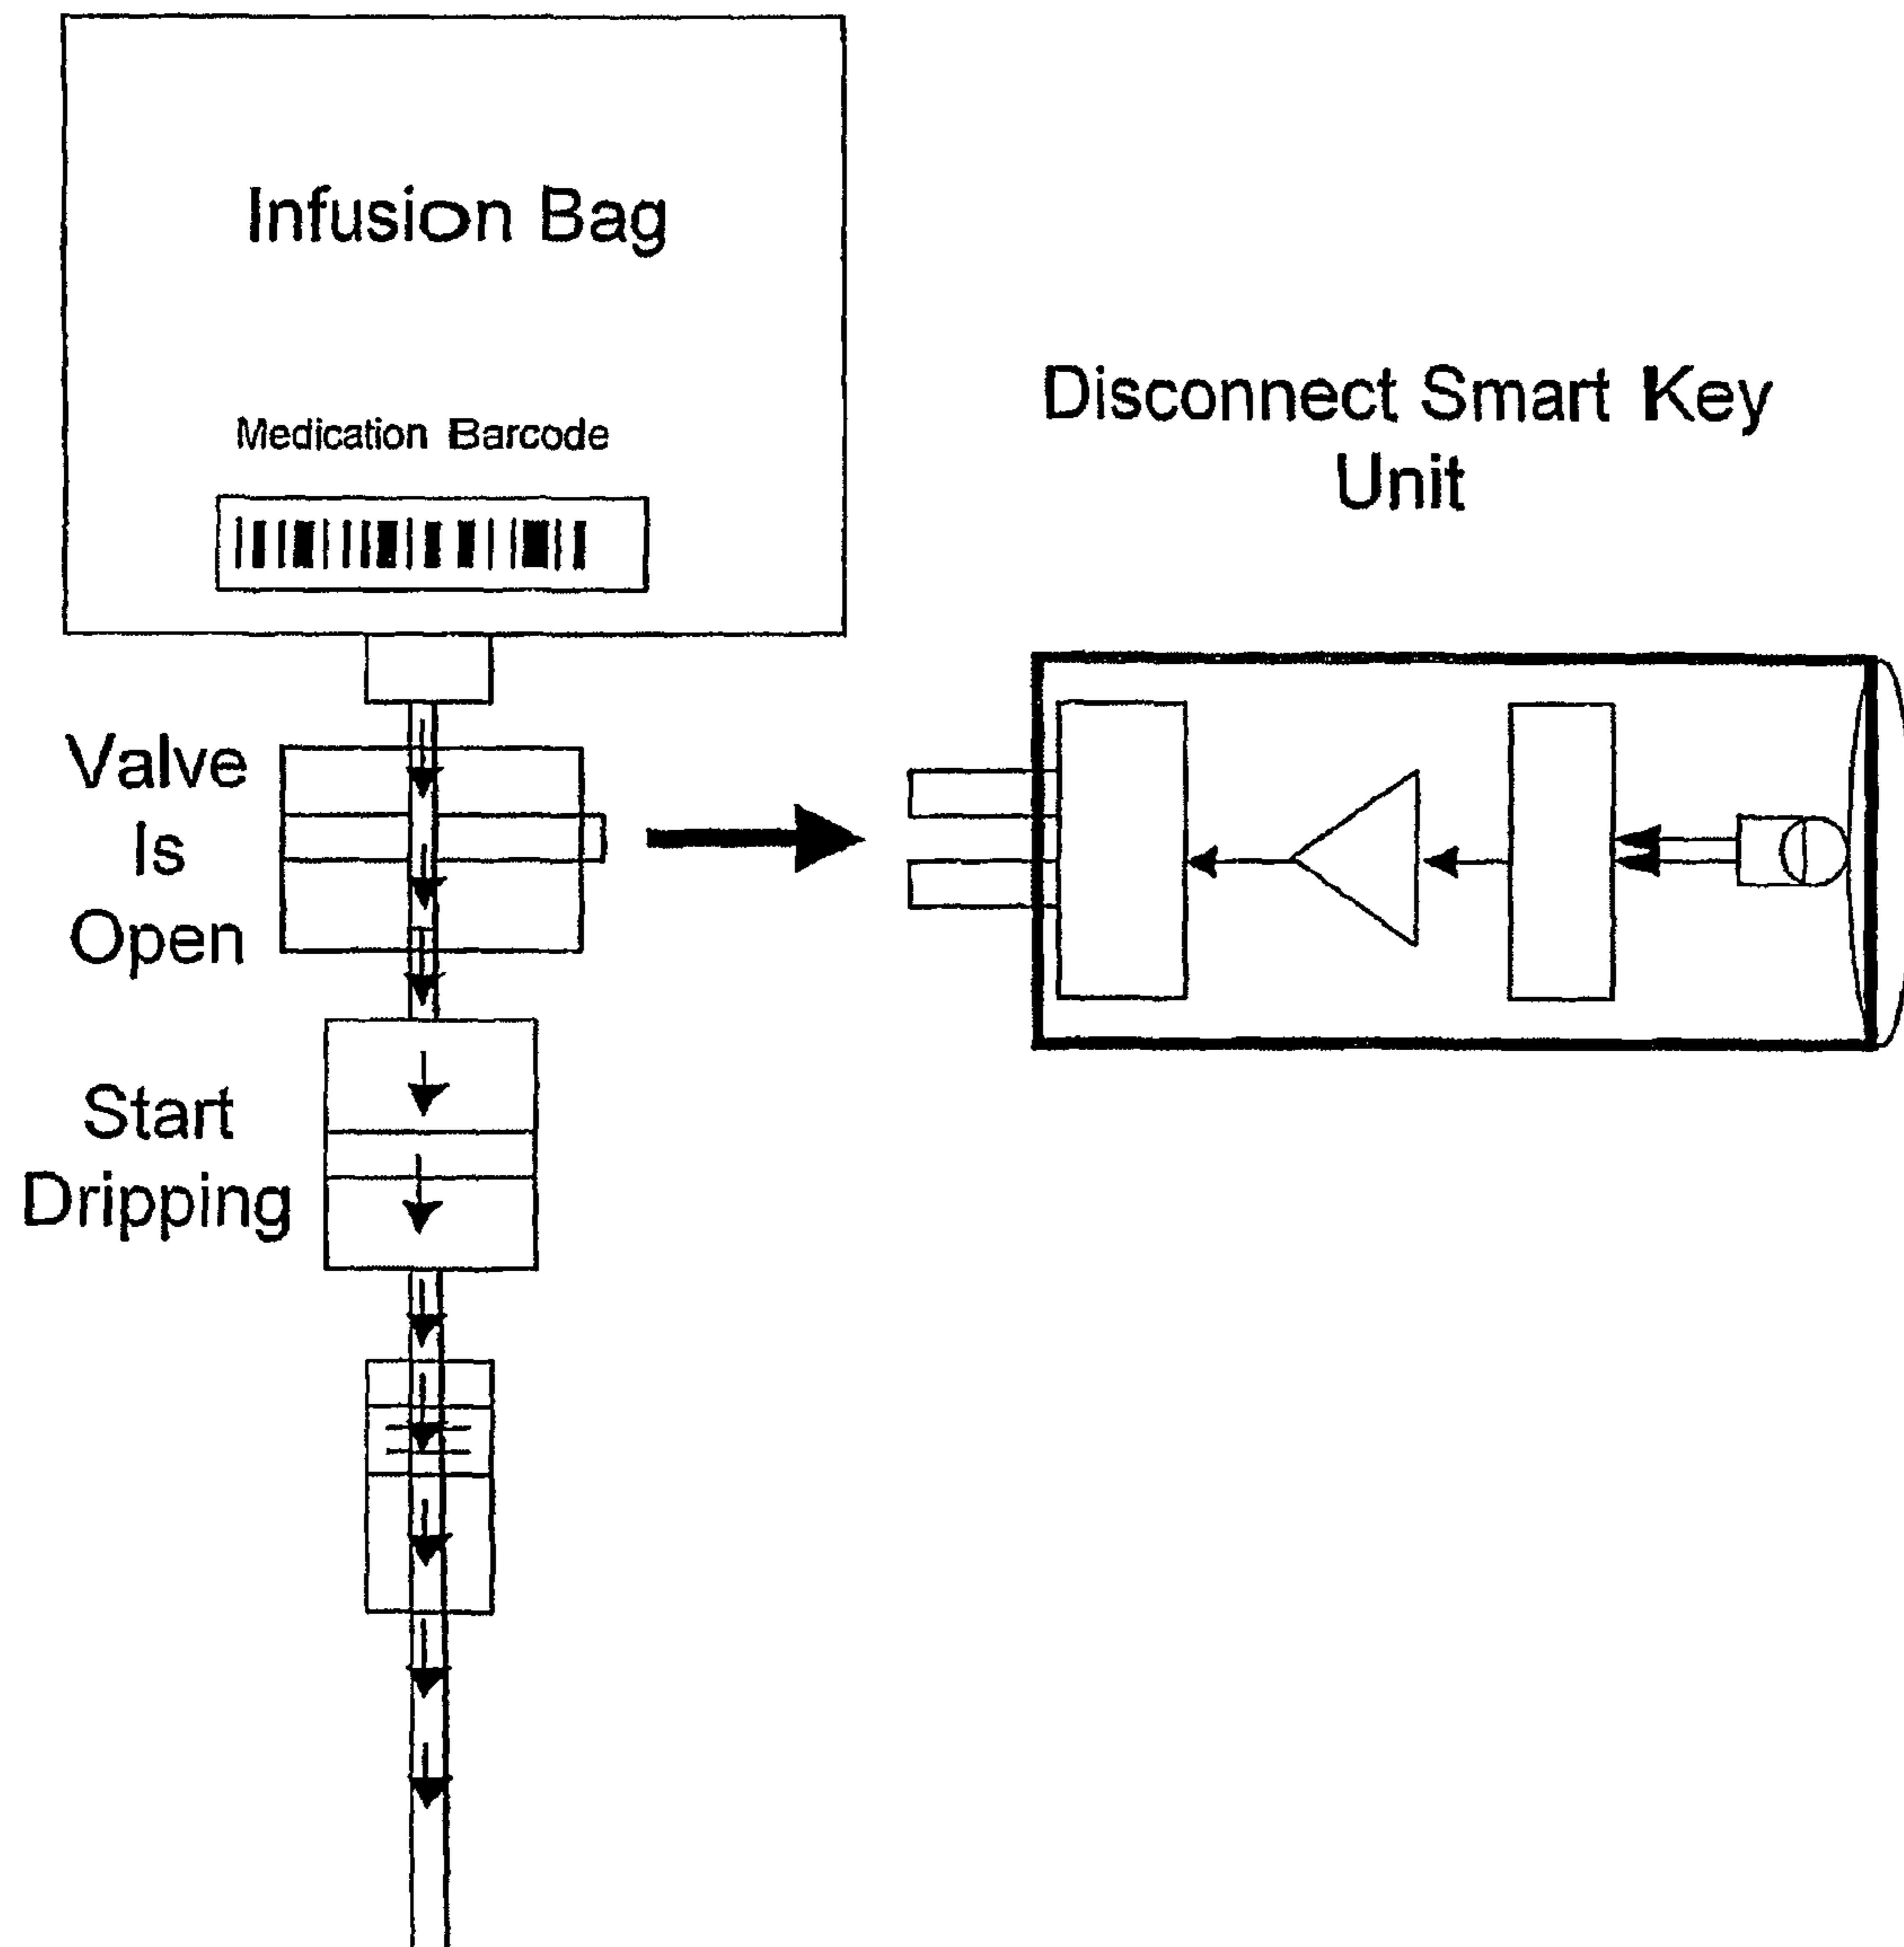 Infusion Bag
Medication Barcode
Disconnect Smart Key
Unit
Valve
Is
Open
Start
Dripping